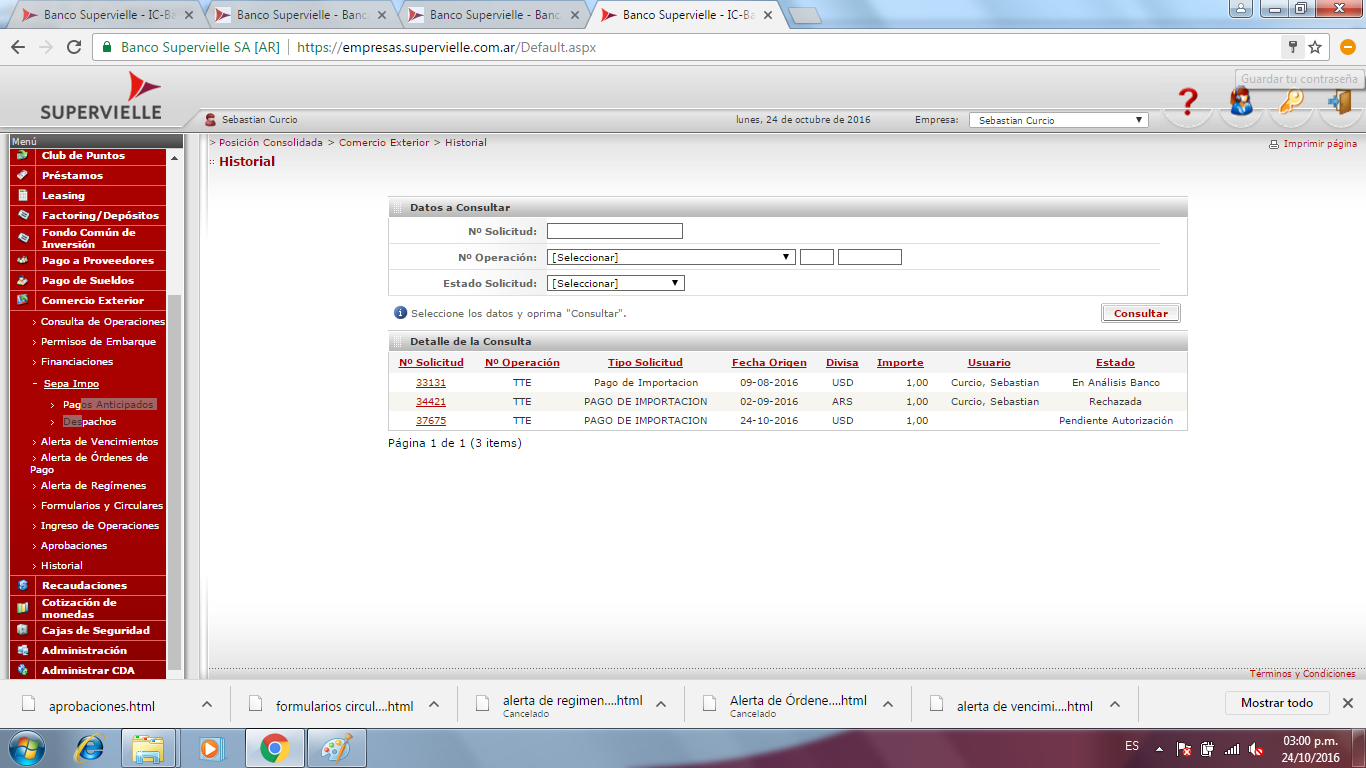 Banco Supervielle - IC-Ba
Banco Supervielle - Banca
Banco Supervielle - Banca
Banco Supervielle - IC-Ba
Banco Supervielle SA [AR] https://empresas.supervielle.com.ar/Default.aspx
Guardar tu contraseña
SUPERVIELLE
Sebastian Curcio lunes, 24 de octubre de 2016 Empresa: Sebastian Curcio
Menú
Club de Puntos
Préstamos
Leasing
Factoring/Depósitos
Fondo Común de
Inversión
Pago a Proveedores
Pago de Sueldos
Comercio Exterior
› Consulta de Operaciones
› Permisos de Embarque
› Financiaciones
– Sepa Impo
› Pagos Anticipados
› Despachos
› Alerta de Vencimientos
› Alerta de Órdenes de
Pago
› Alerta de Regímenes
› Formularios y Circulares
› Ingreso de Operaciones
› Aprobaciones
› Historial
Recaudaciones
Cotización de
monedas
Cajas de Seguridad
Administración
Administrar CDA
> Posición Consolidada > Comercio Exterior > Historial
Imprimir página
:: Historial
Datos a Consultar
Nº Solicitud:
Nº Operación: [Seleccionar]
Estado Solicitud: [Seleccionar]
Seleccione los datos y oprima "Consultar". Consultar
Detalle de la Consulta
Nº Solicitud Nº Operación Tipo Solicitud Fecha Origen Divisa Importe Usuario Estado
33131 TTE Pago de Importacion 09-08-2016 USD 1,00 Curcio, Sebastian En Análisis Banco
34421 TTE PAGO DE IMPORTACION 02-09-2016 ARS 1,00 Curcio, Sebastian Rechazada
37675 TTE PAGO DE IMPORTACION 24-10-2016 USD 1,00 Pendiente Autorización
Página 1 de 1 (3 items)
Términos y Condiciones
aprobaciones.html
formularios circul....html
alerta de regimen....html
Cancelado
Alerta de Órdene....html
Cancelado
alerta de vencimi....html
Mostrar todo
ES
03:00 p.m.
24/10/2016